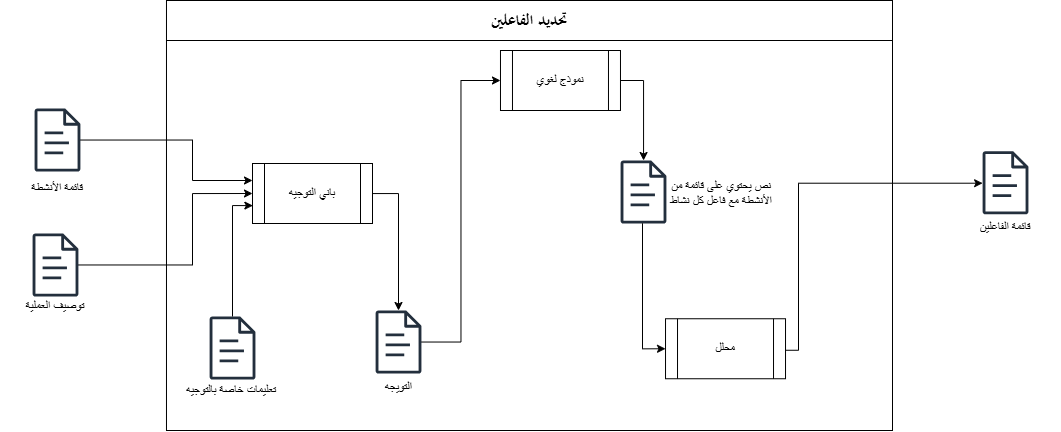 تحديد الفاعلين
نموذج لغوي
قائمة الأنشطة
باني التوجيه
نص يحتوي على قائمة من
الأنشطة مع فاعل كل نشاط
قائمة الفاعلين
توصيف العملية
محلل
تعليمات خاصة بالتوجيه
التويجه